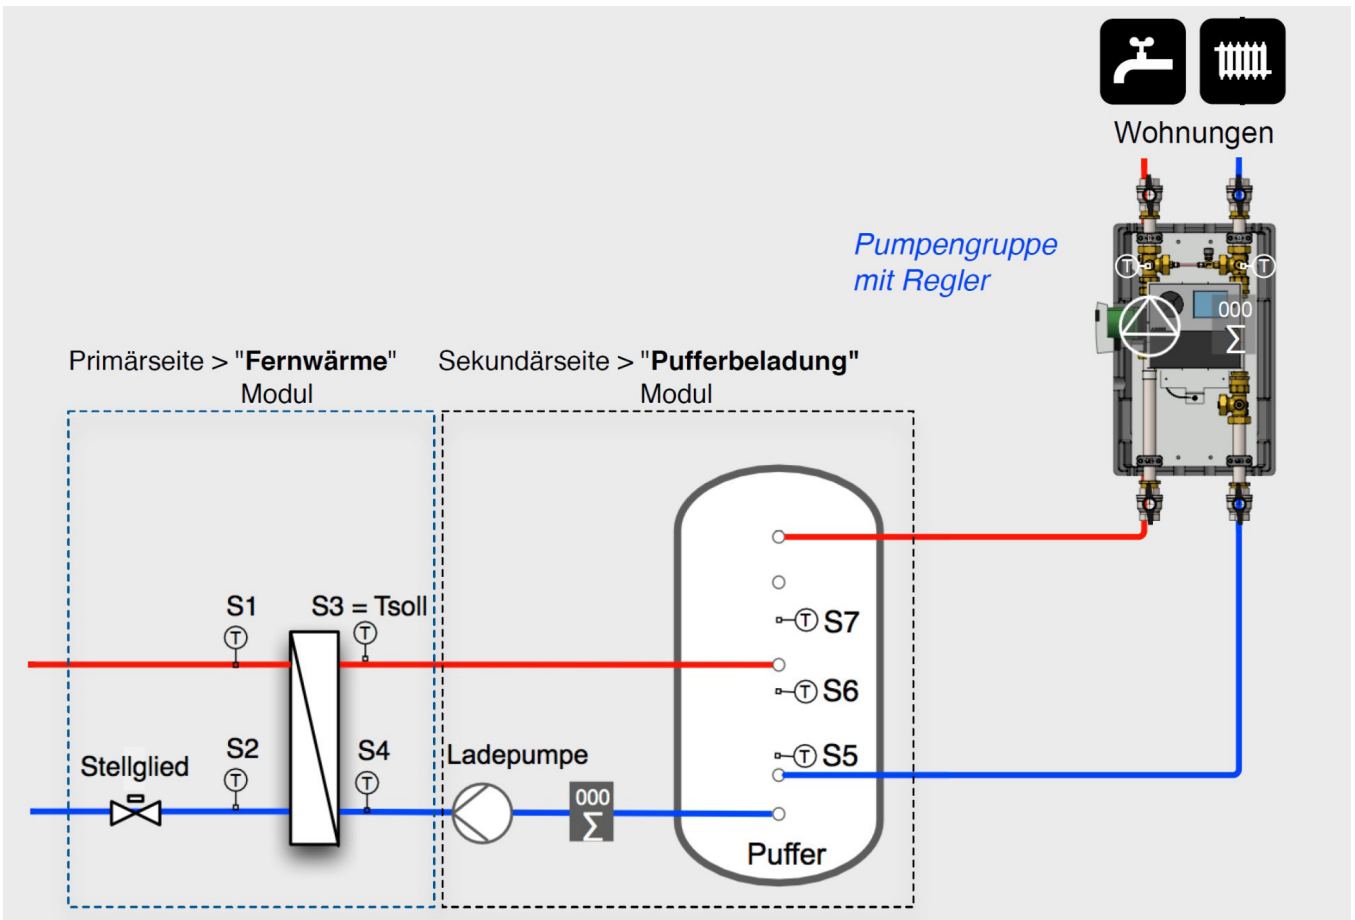 Wohnungen
Pumpengruppe
mit Regler
000
Σ
Primärseite > "Fernwärme"
Modul
Sekundärseite > "Pufferbeladung"
Modul
S1
T
S3 = Tsoll
T
T
T
T S7
T S6
T S5
Stellglied
S2
T
S4
T
Ladepumpe
000
Σ
Puffer